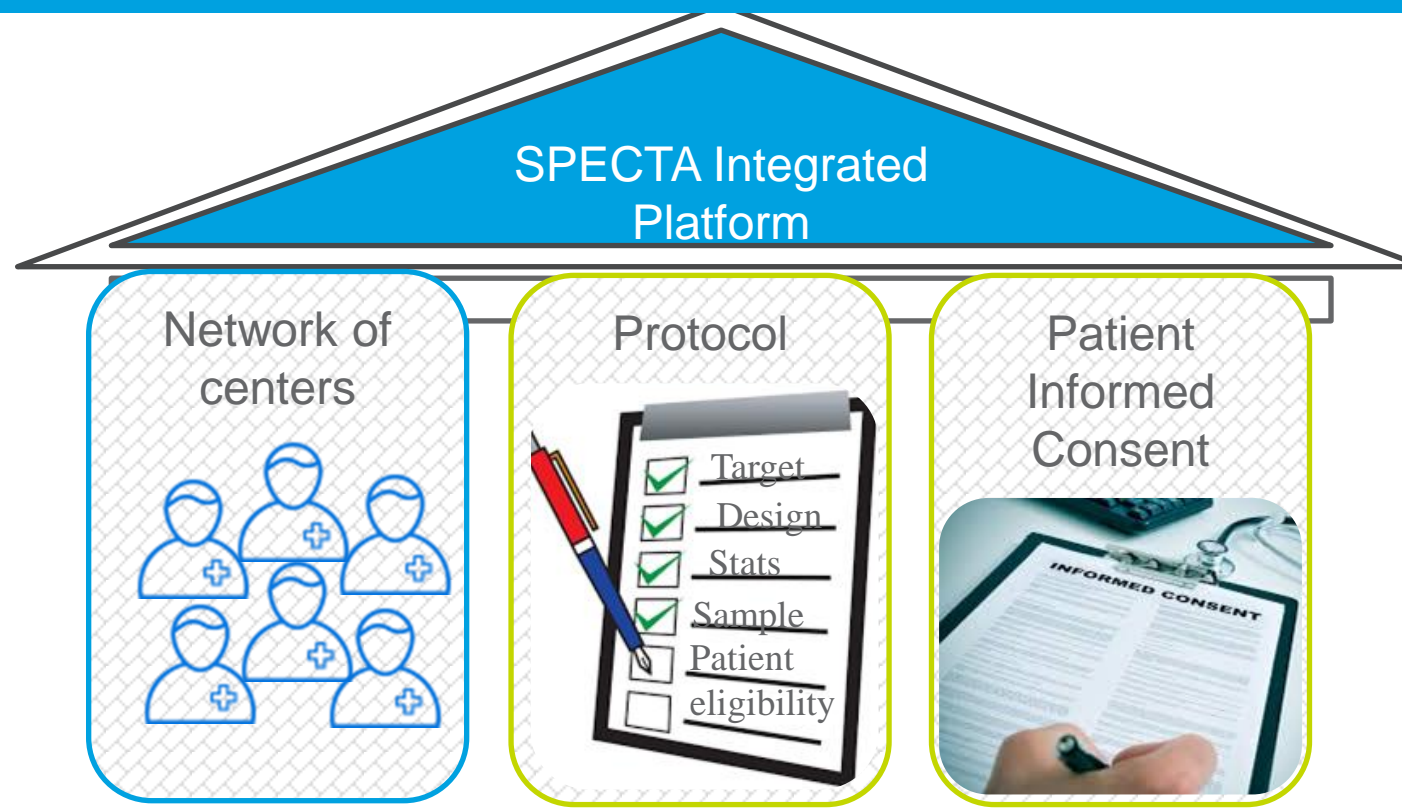 SPECTA Integrated
Platform
Network of
centers
Protocol
Target
Design
Stats
Sample
Patient
eligibility
Patient
Informed
Consent
INFORMED CONSENT